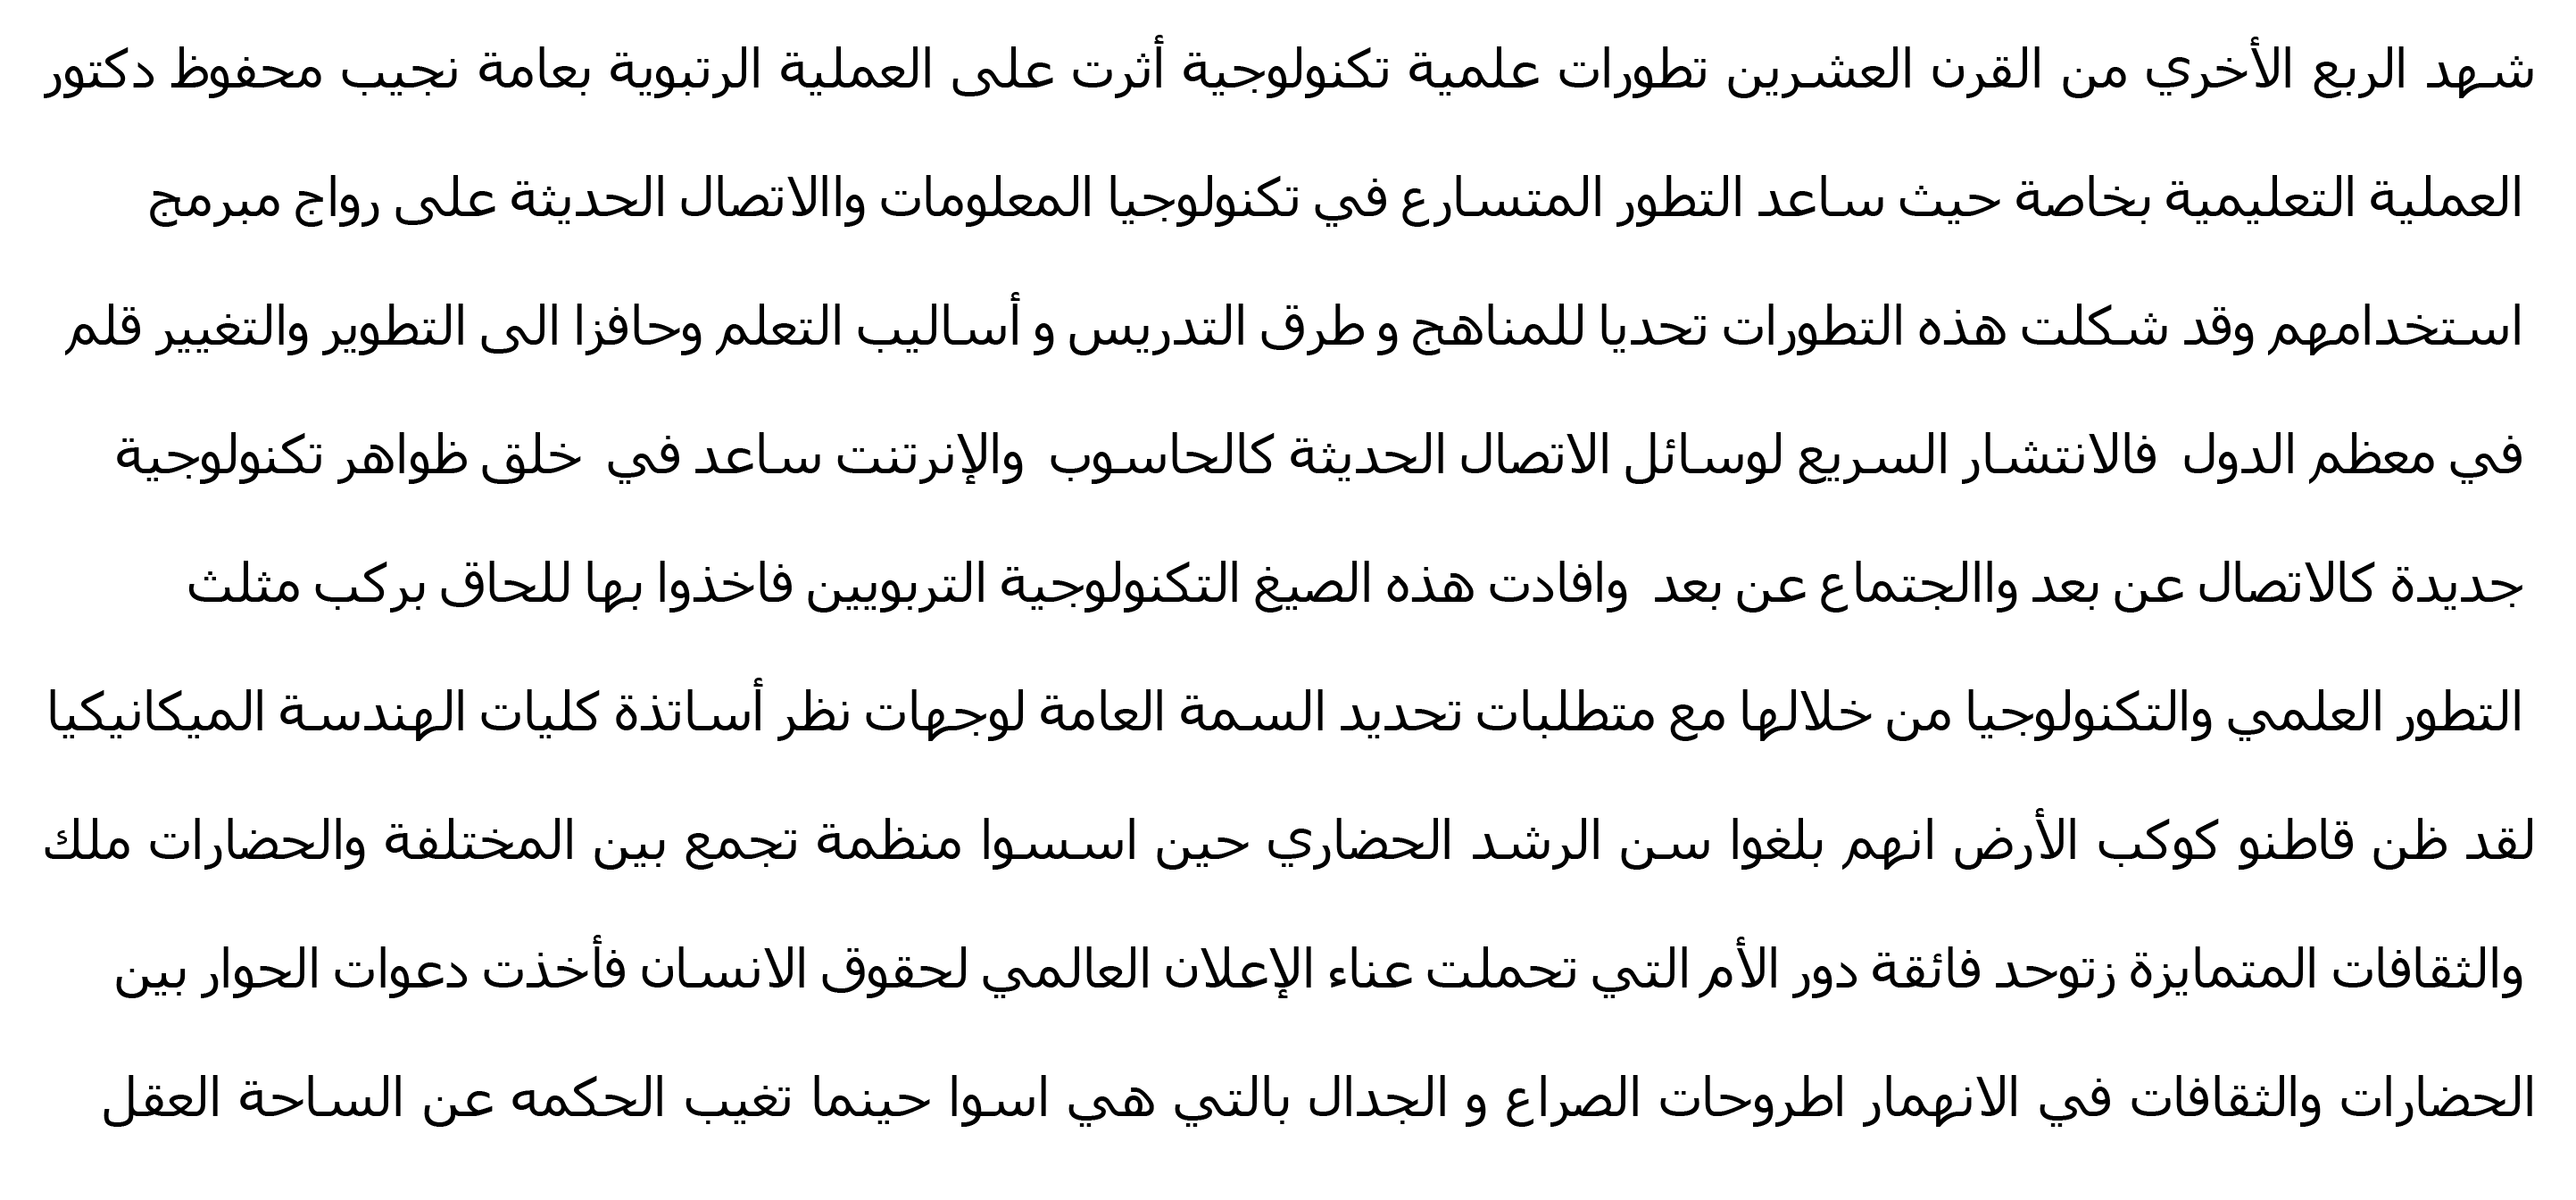 شهد الربع الأخري من القرن العشرين تطورات علمية تكنولوجية أثرت على العملية الرتبوية بعامة نجيب محفوظ دكتور
العملية التعليمية بخاصة حيث ساعد التطور المتسارع في تكنولوجيا المعلومات واالاتصال الحديثة على رواج مبرمج
استخدامهم وقد شكلت هذه التطورات تحديا للمناهج و طرق التدريس و أساليب التعلم وحافزا الى التطوير والتغيير قلم
في معظم الدول فالانتشار السريع لوسائل الاتصال الحديثة كالحاسوب والإنرتنت ساعد في خلق ظواهر تكنولوجية
جديدة كالاتصال عن بعد واالجتماع عن بعد وافادت هذه الصيغ التكنولوجية التربويين فاخذوا بها للحاق بركب مثلث
التطور العلمي والتكنولوجيا من خلالها مع متطلبات تحديد السمة العامة لوجهات نظر أساتذة كليات الهندسة الميكانيكيا
لقد ظن قاطنو كوكب الأرض انهم بلغوا سن الرشد الحضاري حين اسسوا منظمة تجمع بين المختلفة والحضارات ملك
والثقافات المتمايزة زتوحد فائقة دور الأم التي تحملت عناء الإعلان العالمي لحقوق الانسان فأخذت دعوات الحوار بين
الحضارات والثقافات في الانهمار اطروحات الصراع و الجدال بالتي هي اسوا حينما تغيب الحكمه عن الساحة العقل